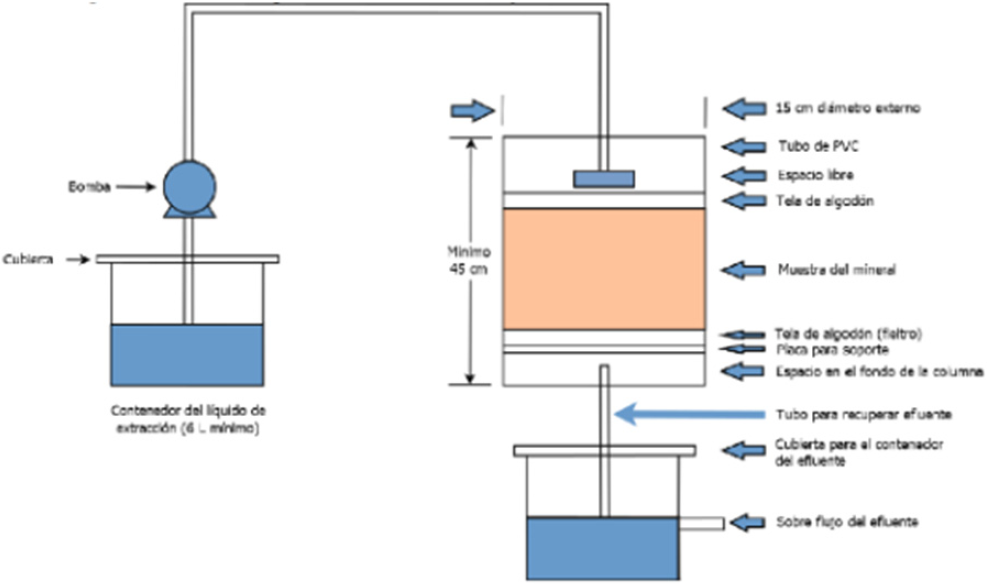 Bomba
Cubierta
Contenedor del líquido de
extracción (6 L mínimo)
Mínimo
45 cm
15 cm diámetro externo
Tubo de PVC
Espacio libre
Tela de algodón
Muestra del mineral
Tela de algodón (fieltro)
Placa para soporte
Espacio en el fondo de la columna
Tubo para recuperar efluente
Cubierta para el contenedor
del efluente
Sobre flujo del efluente